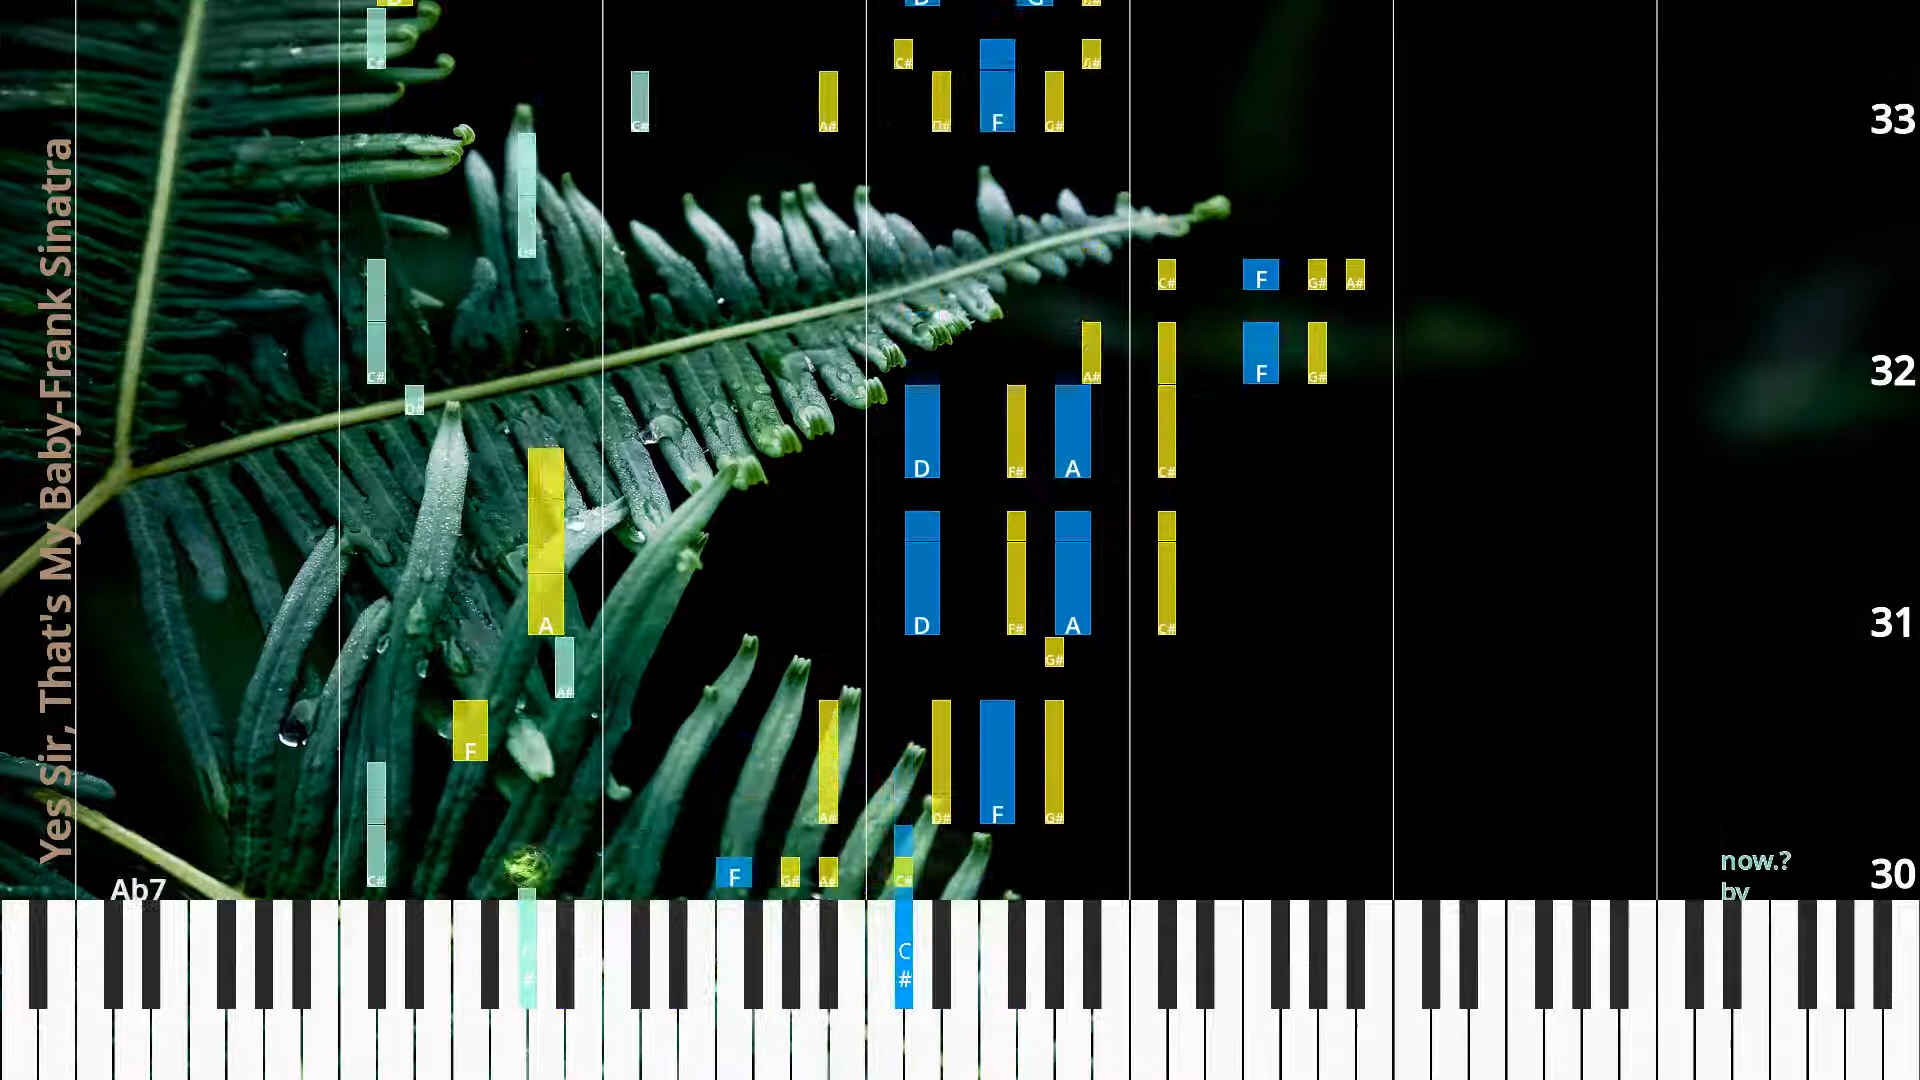 D G A#
C#
C# A#
33
C# A# D# F G#
G#
C# F G# A#
C# A# F G#
32
D#
D F# A C#
Yes Sir, That's My Baby-Frank Sinatra
A D F# A C#
31
G#
A#
F
A# D# F G#
now.?
C# F G# A# C#
30
Ab7
by
C
#
#